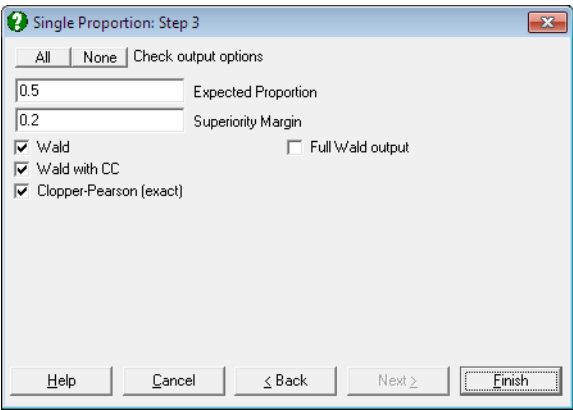 Single Proportion: Step 3
All None Check output options
0.5 Expected Proportion
0.2 Superiority Margin
Wald Full Wald output
Wald with CC
Clopper-Pearson (exact)
Help Cancel < Back Next > Finish